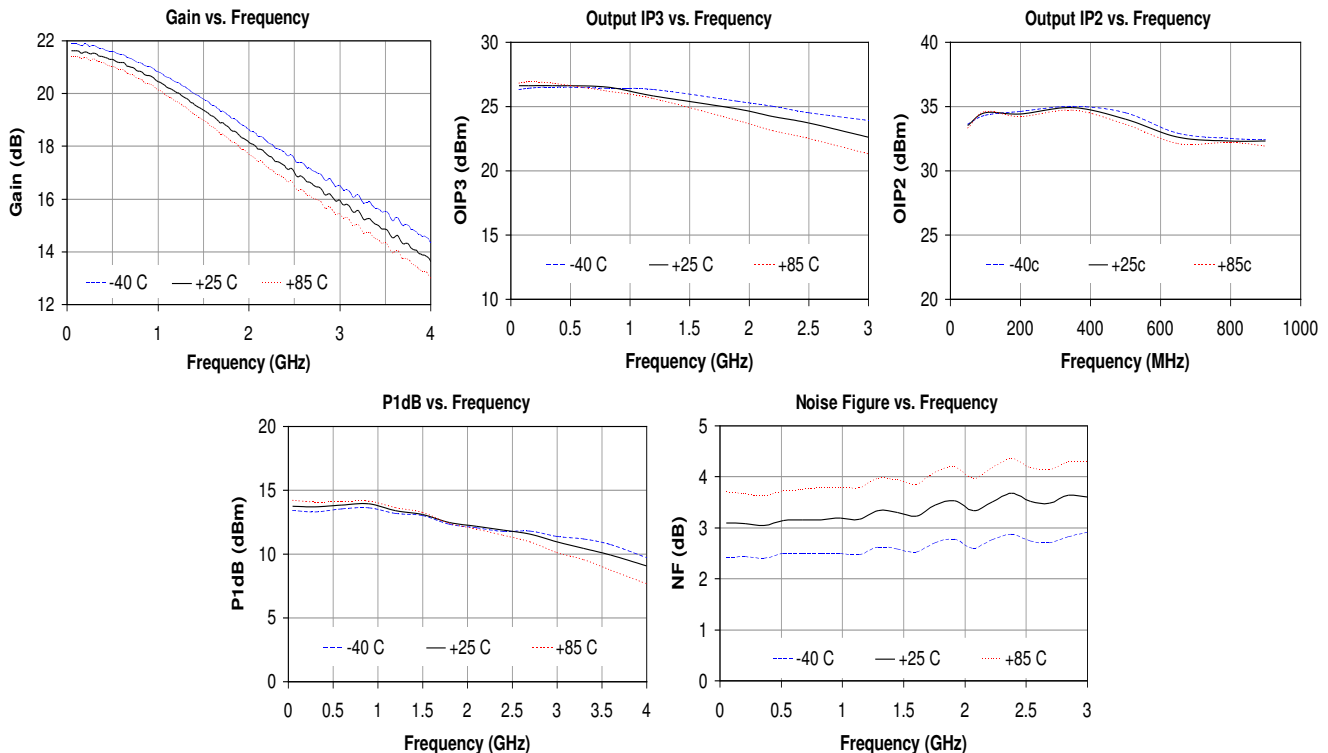 Gain vs. Frequency
22
20
18
16
14
12
Gain (dB)
-40 C +25 C +85 C
0 1 2 3 4
Frequency (GHz)
Output IP3 vs. Frequency
30
25
20
15
10
OIP3 (dBm)
-40 C +25 C +85 C
0 0.5 1 1.5 2 2.5 3
Frequency (GHz)
Output IP2 vs. Frequency
40
35
30
25
20
OIP2 (dBm)
-40c +25c +85c
0 200 400 600 800 1000
Frequency (MHz)
P1dB vs. Frequency
20
15
10
5
0
P1dB (dBm)
-40 C +25 C +85 C
0 0.5 1 1.5 2 2.5 3 3.5 4
Frequency (GHz)
Noise Figure vs. Frequency
5
4
3
2
1
0
NF (dB)
-40 C +25 C +85 C
0 0.5 1 1.5 2 2.5 3
Frequency (GHz)